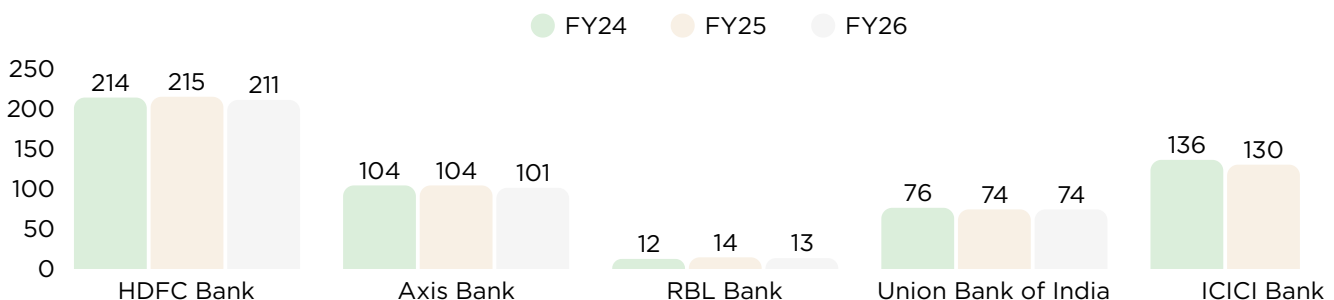 FY24 FY25 FY26
250
200
150
100
50
0
214 215 211
104 104 101
12 14 13
76 74 74
136 130
HDFC Bank Axis Bank RBL Bank Union Bank of India ICICI Bank